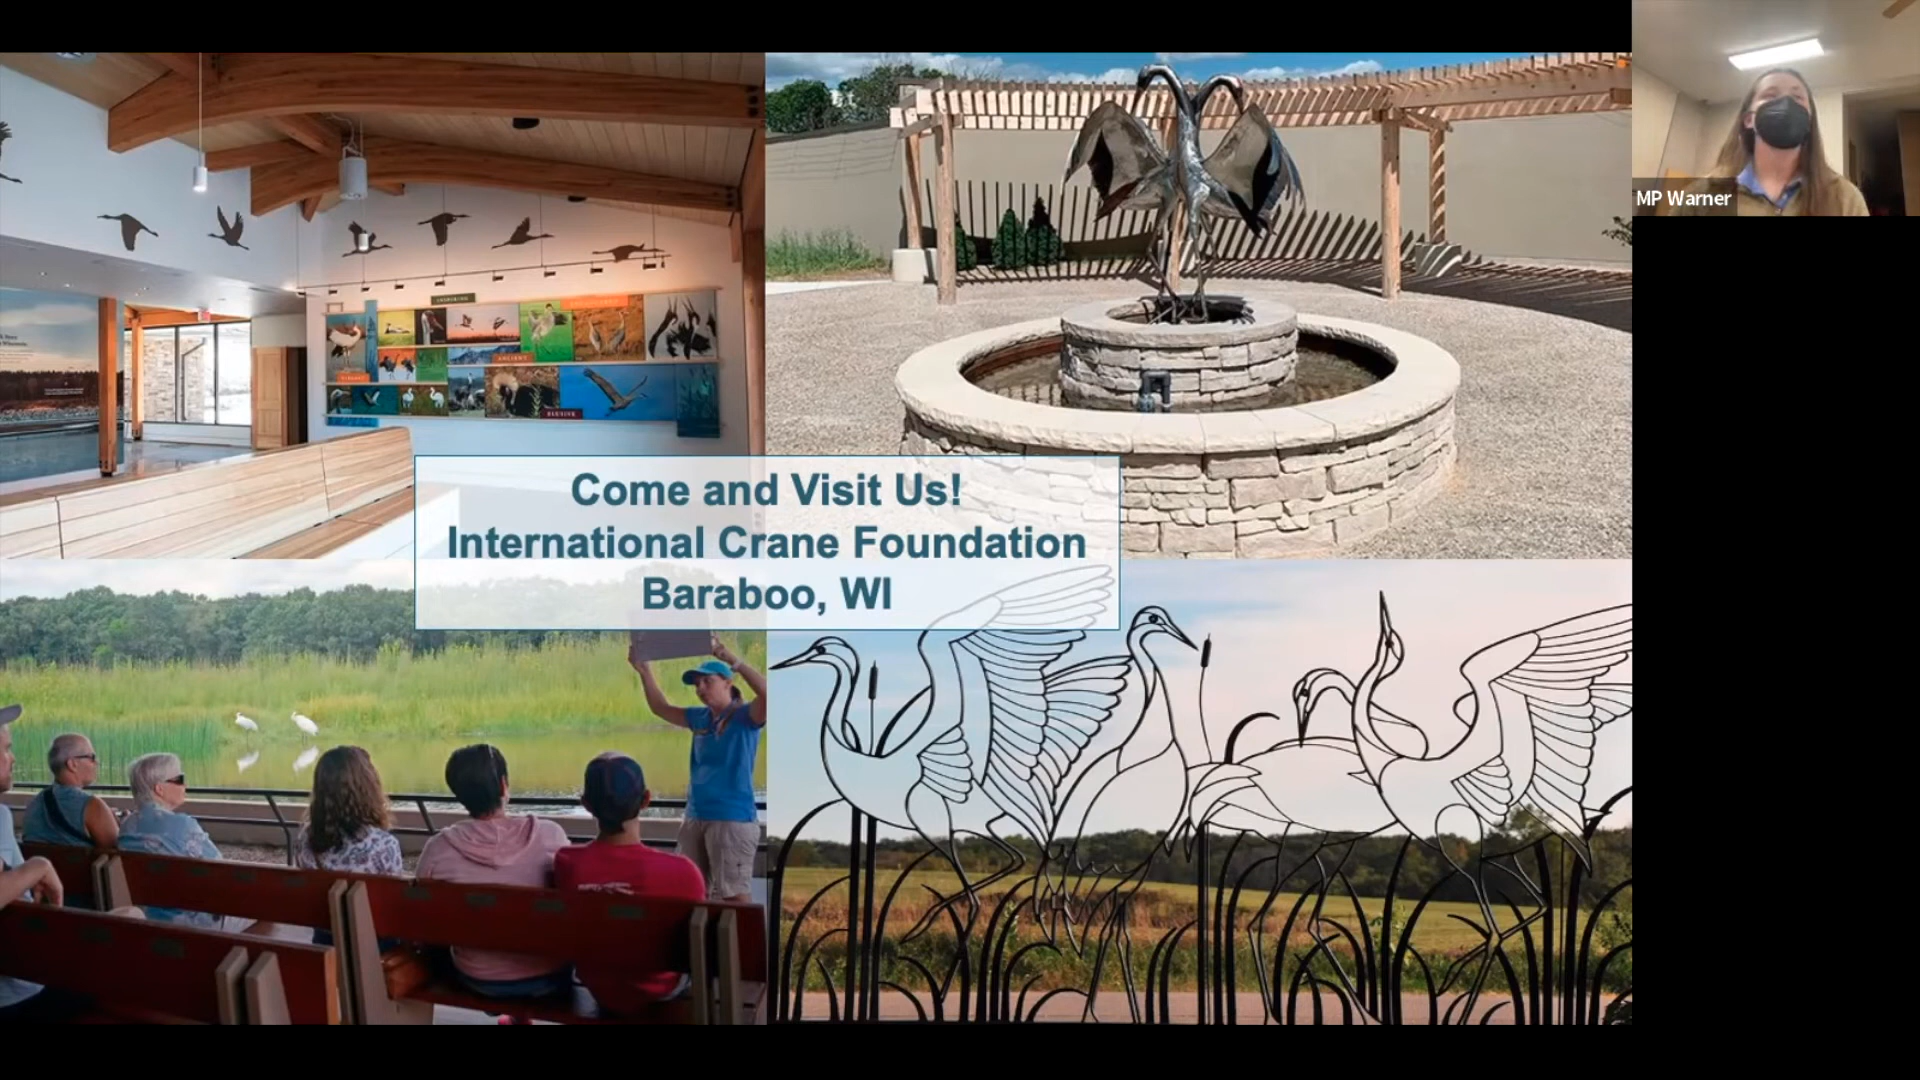 Come and Visit Us!
International Crane Foundation
Baraboo, WI
MP Warner